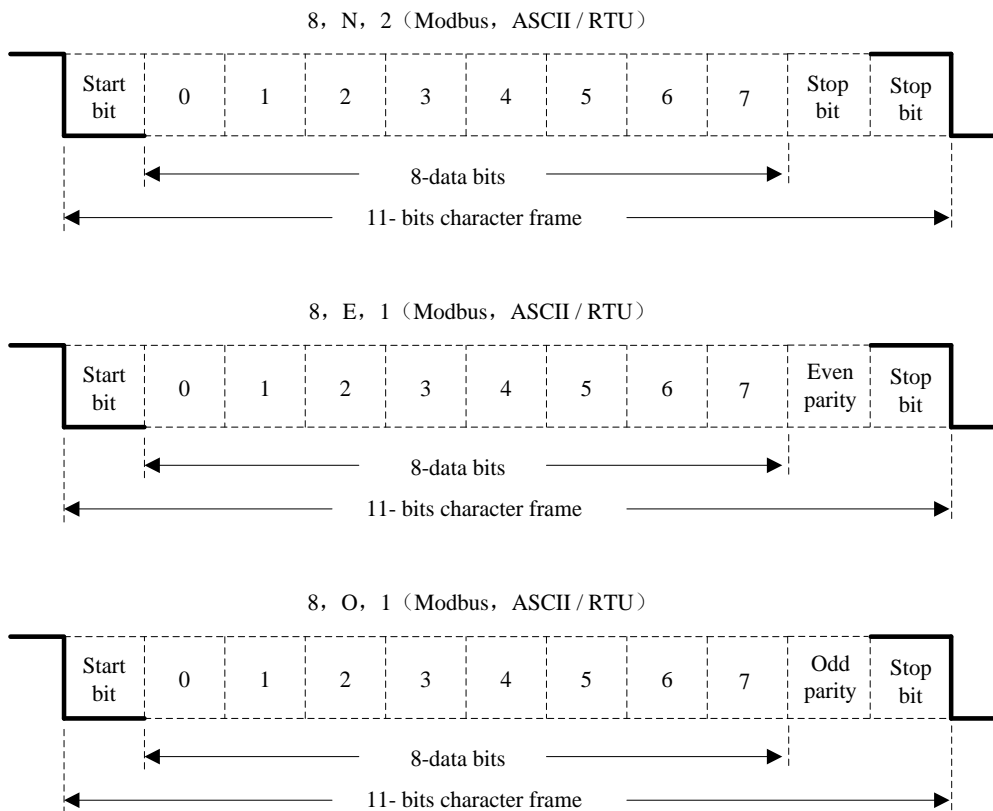 8，N，2（Modbus，ASCII / RTU）
Start bit 0 1 2 3 4 5 6 7 Stop bit Stop bit
8-data bits
11- bits character frame
8，E，1（Modbus，ASCII / RTU）
Start bit 0 1 2 3 4 5 6 7 Even parity Stop bit
8-data bits
11- bits character frame
8，O，1（Modbus，ASCII / RTU）
Start bit 0 1 2 3 4 5 6 7 Odd parity Stop bit
8-data bits
11- bits character frame